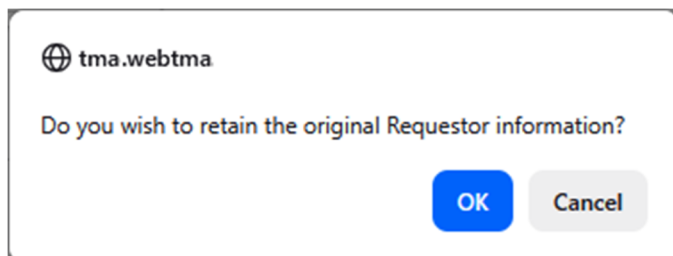 tma.webtma
Do you wish to retain the original Requestor information?
OK
Cancel